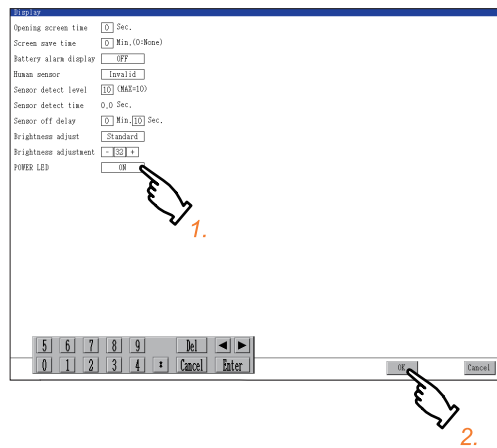 Display
Opening screen time 0 Sec.
Screen save time 0 Min.(0:None)
Battery alarm display OFF
Human sensor Invalid
Sensor detect level 10 (MAX=10)
Sensor detect time 0.0 Sec.
Sensor off delay 0 Min. 10 Sec.
Brightness adjust Standard
Brightness adjustment - 32 +
POWER LED ON
1.
5 6 7 8 9 Del ◀ ▶
0 1 2 3 4 Cancel Enter
OK Cancel
2.